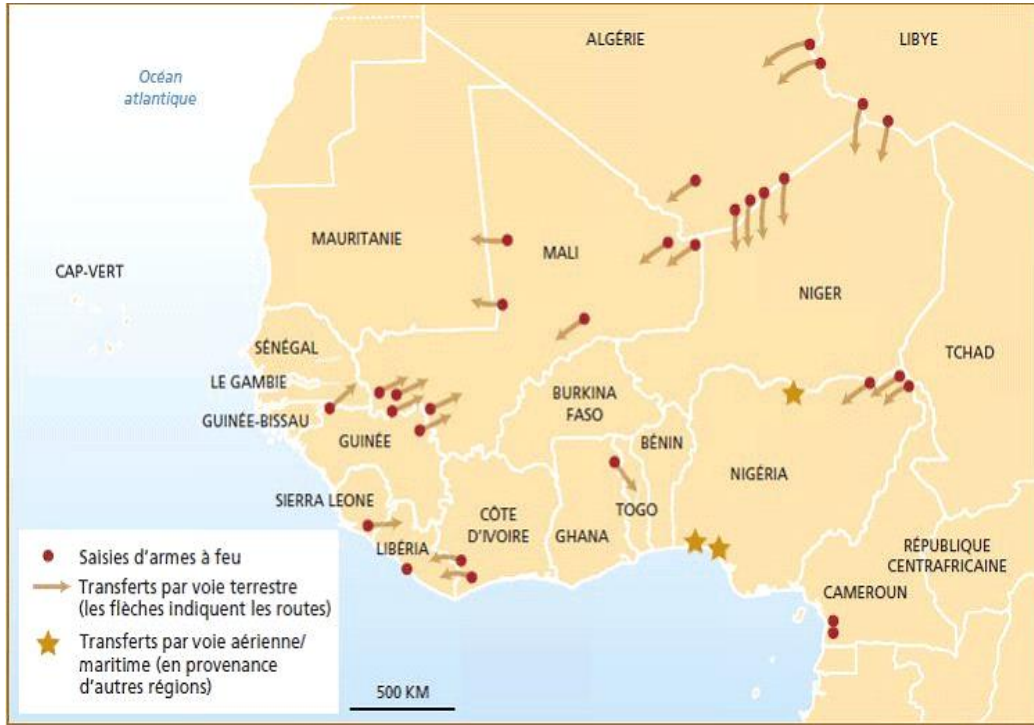 ALGÉRIE
LIBYE
Océan
atlantique
MAURITANIE
MALI
CAP-VERT
NIGER
TCHAD
SÉNÉGAL
LE GAMBIE
GUINÉE-BISSAU
GUINÉE
BURKINA
FASO
BÉNIN
NIGÉRIA
SIERRA LEONE
CÔTE
D'IVOIRE
GHANA
TOGO
LIBÉRIA
RÉPUBLIQUE
CENTRAFRICAINE
CAMEROUN
Saisies d'armes à feu
Transferts par voie terrestre
(les flèches indiquent les routes)
Transferts par voie aérienne/
maritime (en provenance
d'autres régions)
500 KM